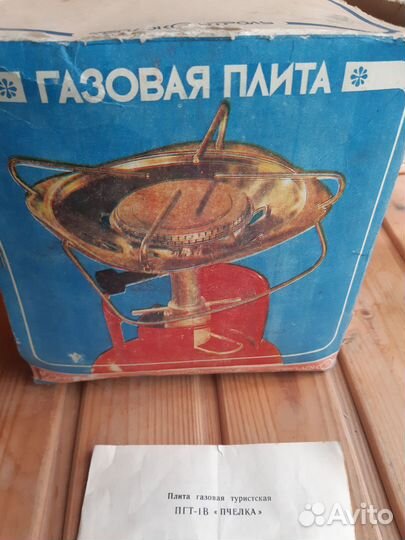 ГАЗОВАЯ ПЛИТА
Плита газовая туристская
ПГТ-1В «ПЧЕЛКА»
Avito